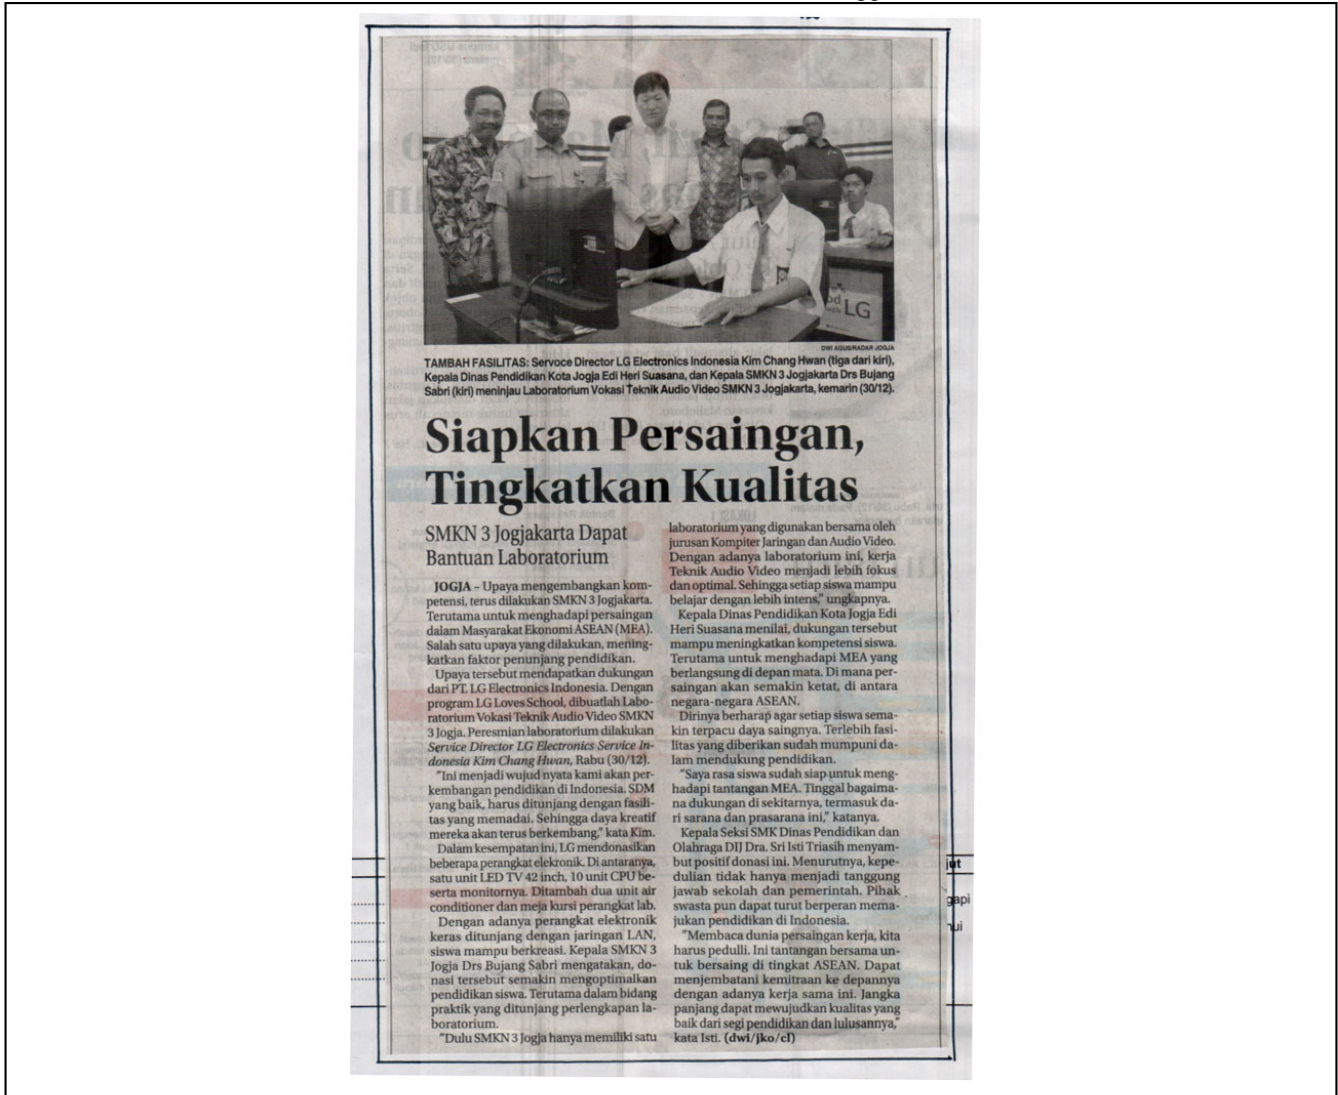 LG
DWI AGUS/RADAR JOGJA
TAMBAH FASILITAS: Servoce Director LG Electronics Indonesia Kim Chang Hwan (tiga dari kiri),
Kepala Dinas Pendidikan Kota Jogja Edi Heri Suasana, dan Kepala SMKN 3 Jogjakarta Drs Bujang
Sabri (kiri) meninjau Laboratorium Vokasi Teknik Audio Video SMKN 3 Jogjakarta, kemarin (30/12).
Siapkan Persaingan,
Tingkatkan Kualitas
SMKN 3 Jogjakarta Dapat
Bantuan Laboratorium
JOGJA – Upaya mengembangkan kom-
petensi, terus dilakukan SMKN 3 Jogjakarta.
Terutama untuk menghadapi persaingan
dalam Masyarakat Ekonomi ASEAN (MEA).
Salah satu upaya yang dilakukan, mening-
katkan faktor penunjang pendidikan.
Upaya tersebut mendapatkan dukungan
dari PT. LG Electronics Indonesia. Dengan
program LG Loves School, dibuatlah Labo-
ratorium Vokasi Teknik Audio Video SMKN
3 Jogja. Peresmian laboratorium dilakukan
Service Director LG Electronics Service In-
donesia Kim Chang Hwan, Rabu (30/12).
"Ini menjadi wujud nyata kami akan per-
kembangan pendidikan di Indonesia. SDM
yang baik, harus ditunjang dengan fasili-
tas yang memadai. Sehingga daya kreatif
mereka akan terus berkembang," kata Kim.
Dalam kesempatan ini, LG mendonasikan
beberapa perangkat elekronik. Di antaranya,
satu unit LED TV 42 inch, 10 unit CPU be-
serta monitornya. Ditambah dua unit air
conditioner dan meja kursi perangkat lab.
Dengan adanya perangkat elektronik
keras ditunjang dengan jaringan LAN,
siswa mampu berkreasi. Kepala SMKN 3
Jogja Drs Bujang Sabri mengatakan, do-
nasi tersebut semakin mengoptimalkan
pendidikan siswa. Terutama dalam bidang
praktik yang ditunjang perlengkapan la-
boratorium.
"Dulu SMKN 3 Jogja hanya memiliki satu
laboratorium yang digunakan bersama oleh
jurusan Kompiter Jaringan dan Audio Video.
Dengan adanya laboratorium ini, kerja
Teknik Audio Video menjadi lebih fokus
dan optimal. Sehingga setiap siswa mampu
belajar dengan lebih intens," ungkapnya.
Kepala Dinas Pendidikan Kota Jogja Edi
Heri Suasana menilai, dukungan tersebut
mampu meningkatkan kompetensi siswa.
Terutama untuk menghadapi MEA yang
berlangsung di depan mata. Di mana per-
saingan akan semakin ketat, di antara
negara-negara ASEAN.
Dirinya berharap agar setiap siswa sema-
kin terpacu daya saingnya. Terlebih fasi-
litas yang diberikan sudah mumpuni da-
lam mendukung pendidikan.
"Saya rasa siswa sudah siap untuk meng-
hadapi tantangan MEA. Tinggal bagaima-
na dukungan di sekitarnya, termasuk da-
ri sarana dan prasarana ini," katanya.
Kepala Seksi SMK Dinas Pendidikan dan
Olahraga DIJ Dra. Sri Isti Triasih menyam-
but positif donasi ini. Menurutnya, kepe-
dulian tidak hanya menjadi tanggung
jawab sekolah dan pemerintah. Pihak
swasta pun dapat turut berperan mema-
jukan pendidikan di Indonesia.
"Membaca dunia persaingan kerja, kita
harus pedulli. Ini tantangan bersama un-
tuk bersaing di tingkat ASEAN. Dapat
menjembatani kemitraan ke depannya
dengan adanya kerja sama ini. Jangka
panjang dapat mewujudkan kualitas yang
baik dari segi pendidikan dan lulusannya,"
kata Isti. (dwi/jko/cl)